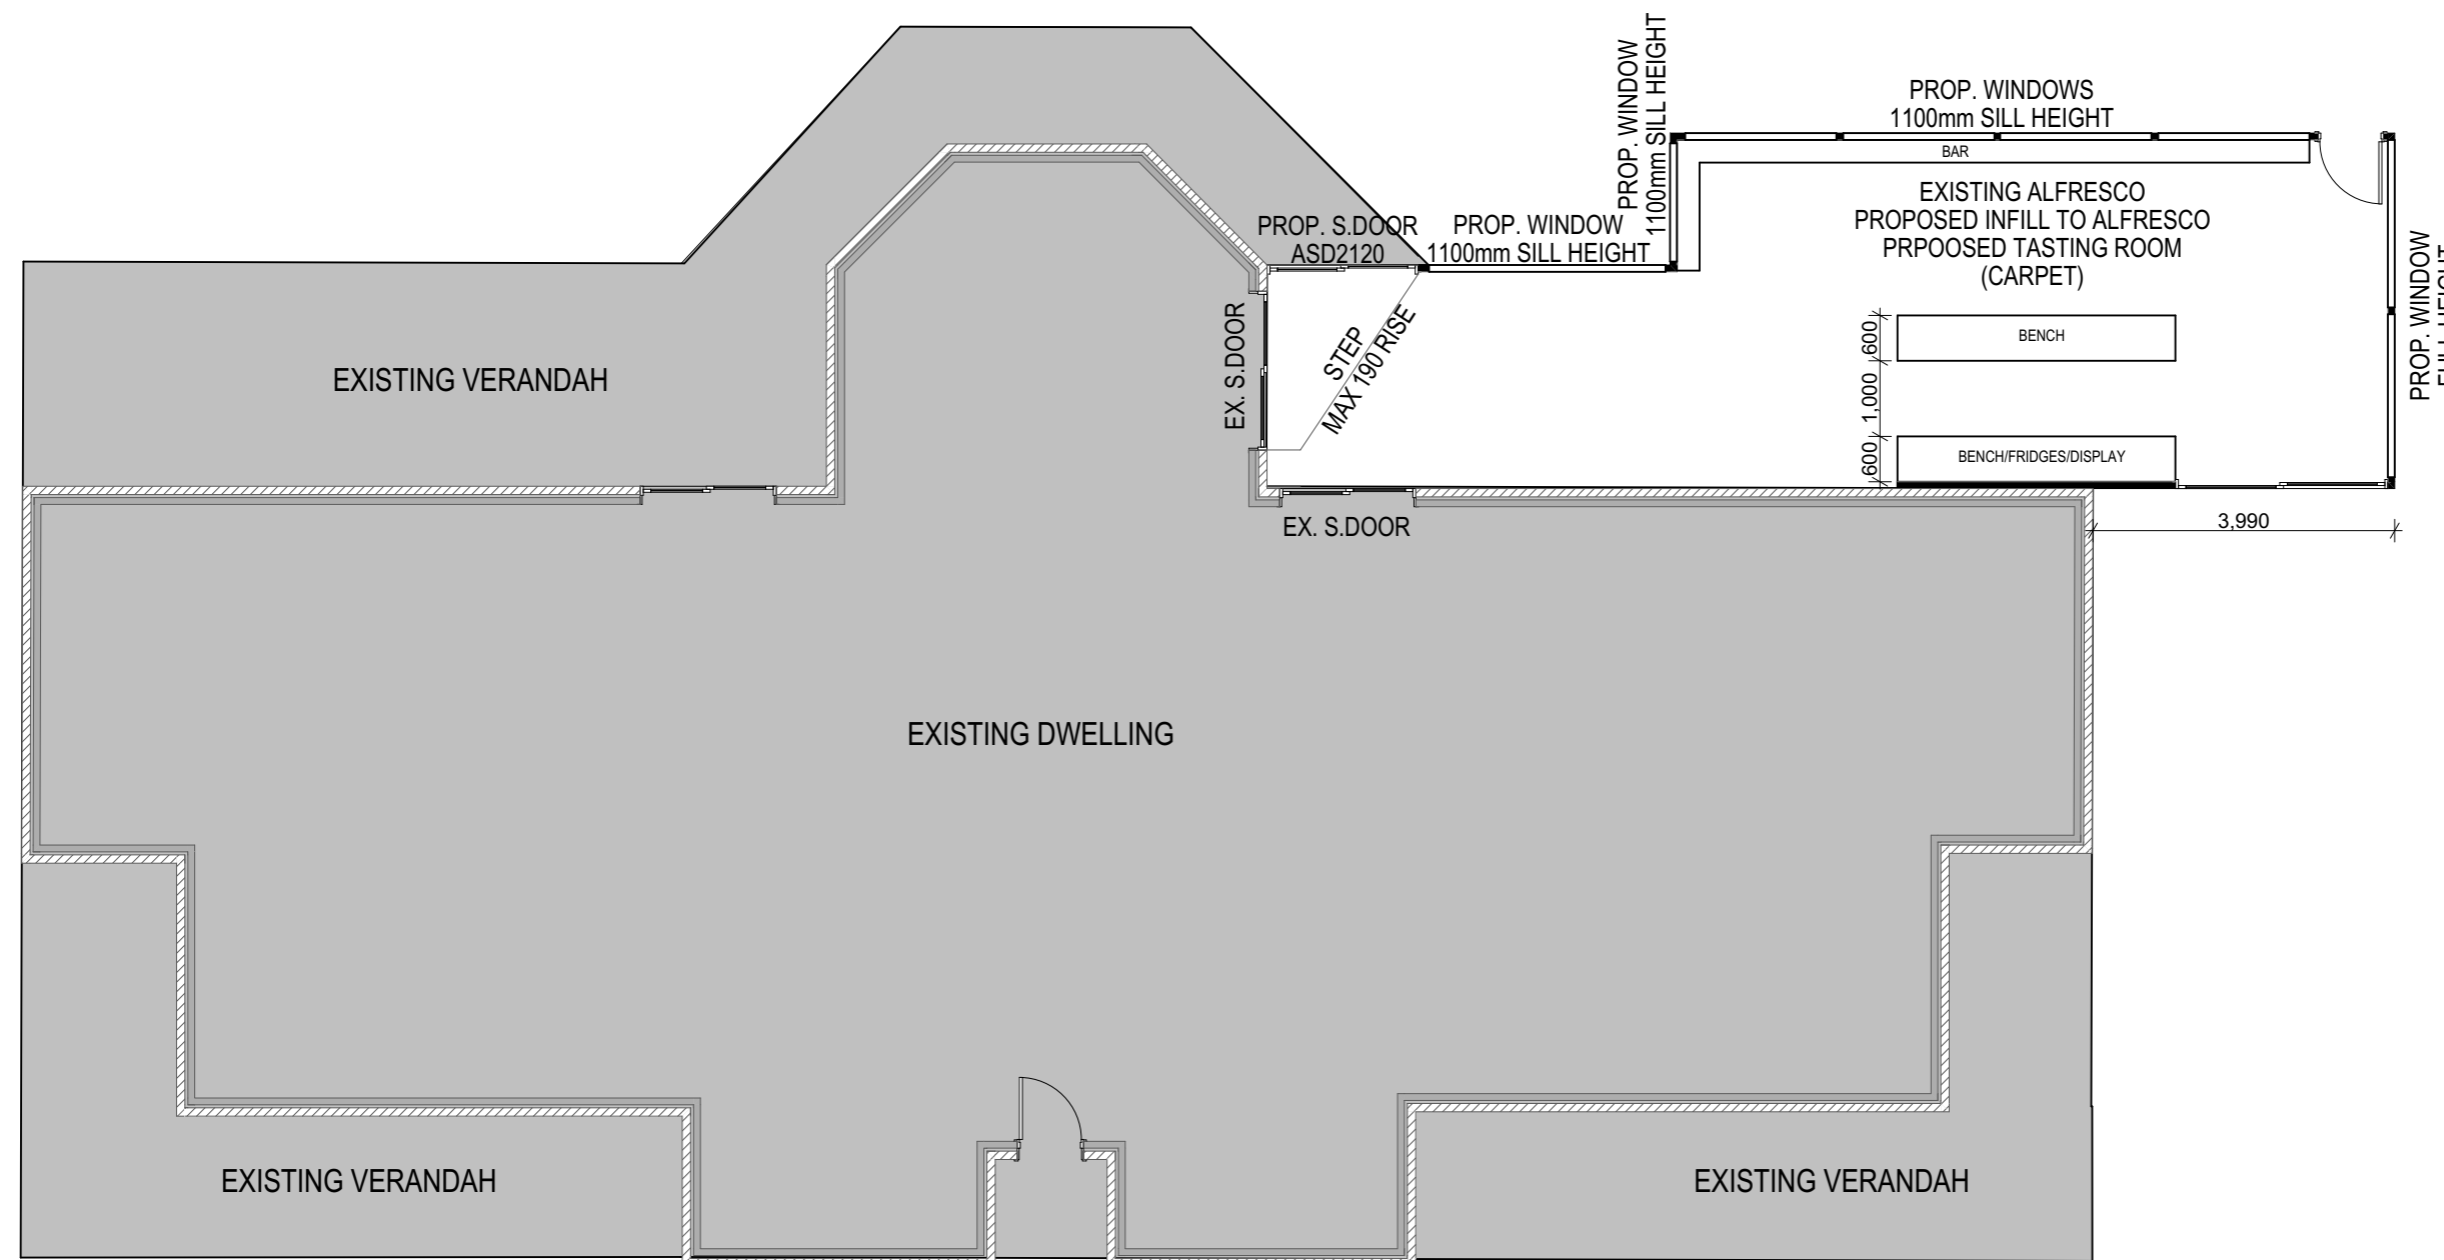 PROP. WINDOW
1100mm SILL HEIGHT
PROP. WINDOWS
1100mm SILL HEIGHT
BAR
EXISTING ALFRESCO
PROPOSED INFILL TO ALFRESCO
PRPOOSED TASTING ROOM
(CARPET)
PROP. S.DOOR
ASD2120
PROP. WINDOW
1100mm SILL HEIGHT
PROP. WINDOW
EX. S.DOOR
STEP
MAX 190 RISE
600
BENCH
1,000
600
BENCH/FRIDGES/DISPLAY
EXISTING VERANDAH
EX. S.DOOR
3,990
EXISTING DWELLING
EXISTING VERANDAH
EXISTING VERANDAH